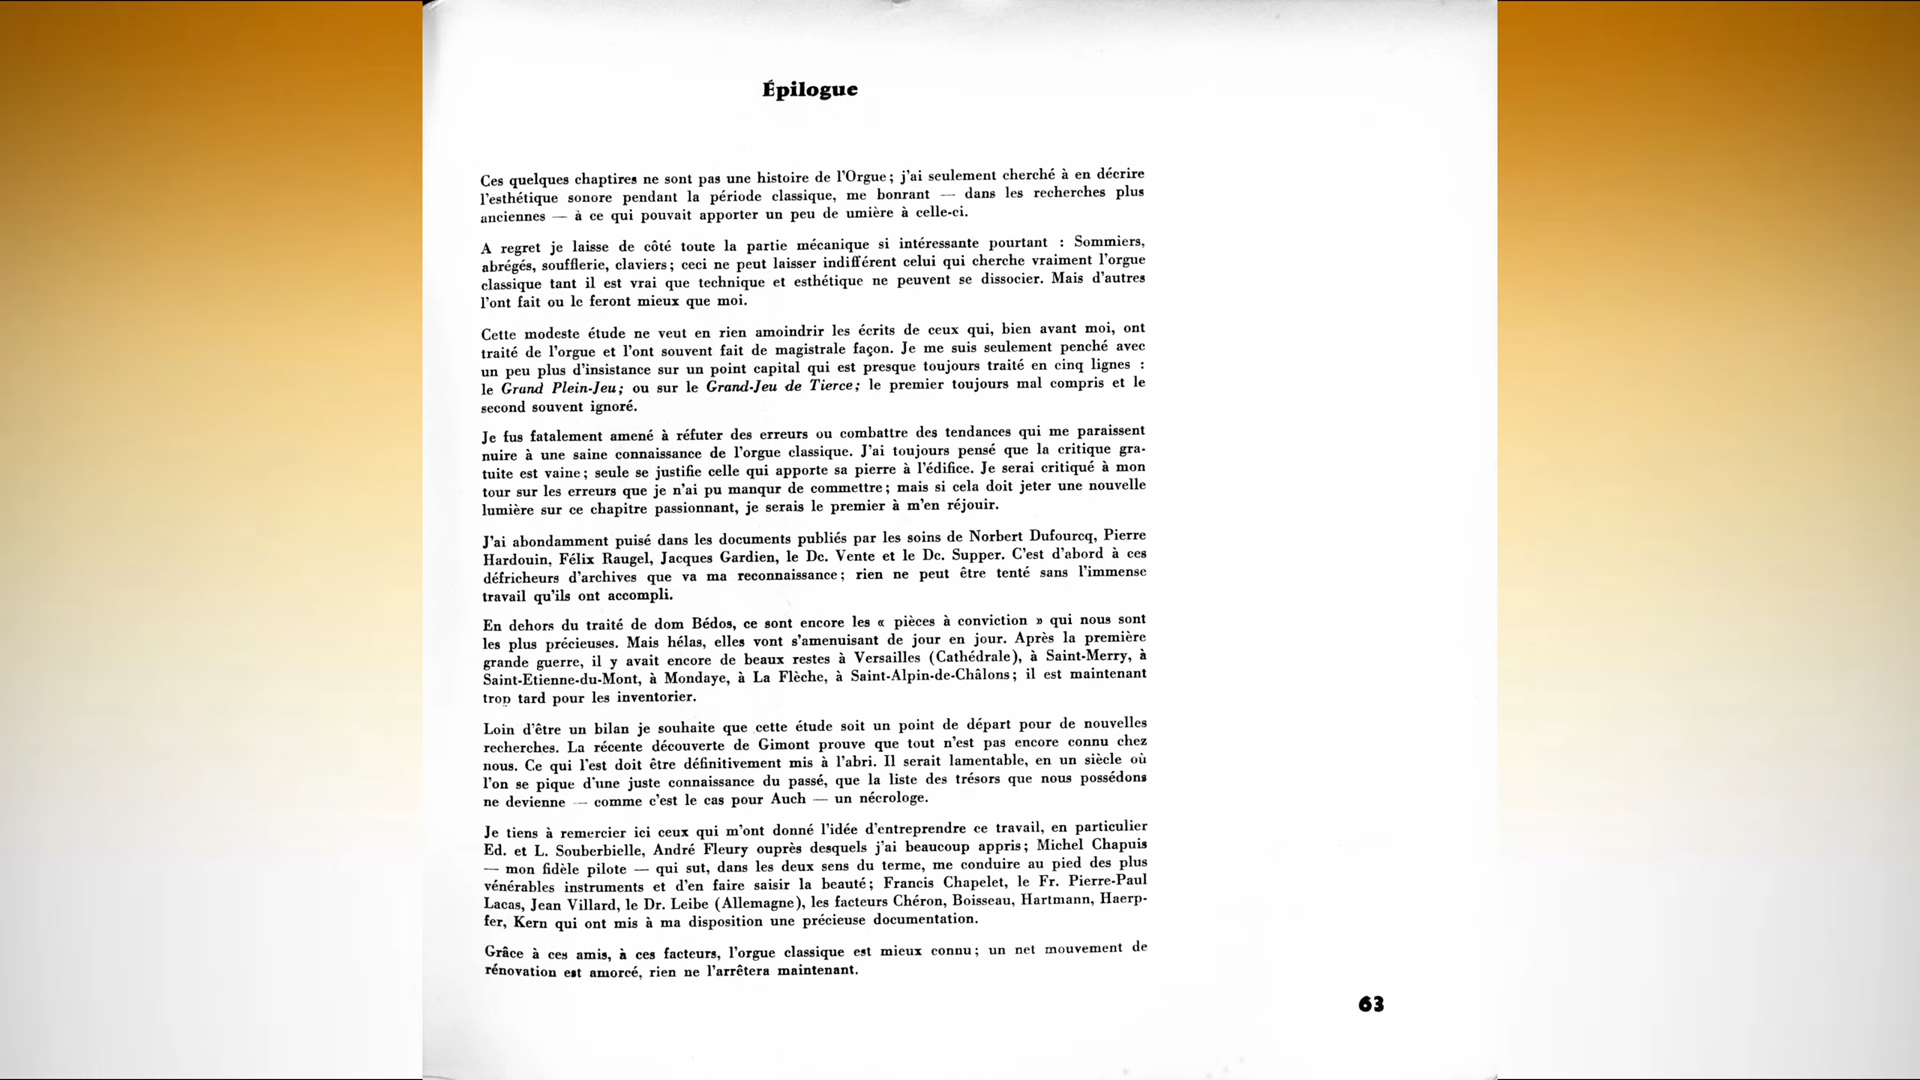 Épilogue
Ces quelques chaptires ne sont pas une histoire de l'Orgue ; j'ai seulement cherché à en décrire
l'esthétique sonore pendant la période classique, me bonrant — dans les recherches plus
anciennes — à ce qui pouvait apporter un peu de umière à celle-ci.
A regret je laisse de côté toute la partie mécanique si intéressante pourtant : Sommiers,
abrégés, soufflerie, claviers ; ceci ne peut laisser indifférent celui qui cherche vraiment l'orgue
classique tant il est vrai que technique et esthétique ne peuvent se dissocier. Mais d'autres
l'ont fait ou le feront mieux que moi.
Cette modeste étude ne veut en rien amoindrir les écrits de ceux qui, bien avant moi, ont
traité de l'orgue et l'ont souvent fait de magistrale façon. Je me suis seulement penché avec
un peu plus d'insistance sur un point capital qui est presque toujours traité en cinq lignes :
le Grand Plein-Jeu ; ou sur le Grand-Jeu de Tierce ; le premier toujours mal compris et le
second souvent ignoré.
Je fus fatalement amené à réfuter des erreurs ou combattre des tendances qui me paraissent
nuire à une saine connaissance de l'orgue classique. J'ai toujours pensé que la critique gra-
tuite est vaine ; seule se justifie celle qui apporte sa pierre à l'édifice. Je serai critiqué à mon
tour sur les erreurs que je n'ai pu manqur de commettre ; mais si cela doit jeter une nouvelle
lumière sur ce chapitre passionnant, je serais le premier à m'en réjouir.
J'ai abondamment puisé dans les documents publiés par les soins de Norbert Dufourcq, Pierre
Hardouin, Félix Raugel, Jacques Gardien, le Dc. Vente et le Dc. Supper. C'est d'abord à ces
défricheurs d'archives que va ma reconnaissance ; rien ne peut être tenté sans l'immense
travail qu'ils ont accompli.
En dehors du traité de dom Bédos, ce sont encore les « pièces à conviction » qui nous sont
les plus précieuses. Mais hélas, elles vont s'amenuisant de jour en jour. Après la première
grande guerre, il y avait encore de beaux restes à Versailles (Cathédrale), à Saint-Merry, à
Saint-Etienne-du-Mont, à Mondaye, à La Flèche, à Saint-Alpin-de-Châlons ; il est maintenant
trop tard pour les inventorier.
Loin d'être un bilan je souhaite que cette étude soit un point de départ pour de nouvelles
recherches. La récente découverte de Gimont prouve que tout n'est pas encore connu chez
nous. Ce qui l'est doit être définitivement mis à l'abri. Il serait lamentable, en un siècle où
l'on se pique d'une juste connaissance du passé, que la liste des trésors que nous possédons
ne devienne — comme c'est le cas pour Auch — un nécrologe.
Je tiens à remercier ici ceux qui m'ont donné l'idée d'entreprendre ce travail, en particulier
Ed. et L. Souberbielle, André Fleury ouprès desquels j'ai beaucoup appris ; Michel Chapuis
— mon fidèle pilote — qui sut, dans les deux sens du terme, me conduire au pied des plus
vénérables instruments et d'en faire saisir la beauté ; Francis Chapelet, le Fr. Pierre-Paul
Lacas, Jean Villard, le Dr. Leibe (Allemagne), les facteurs Chéron, Boisseau, Hartmann, Haerp-
fer, Kern qui ont mis à ma disposition une précieuse documentation.
Grâce à ces amis, à ces facteurs, l'orgue classique est mieux connu ; un net mouvement de
rénovation est amorcé, rien ne l'arrêtera maintenant.
63